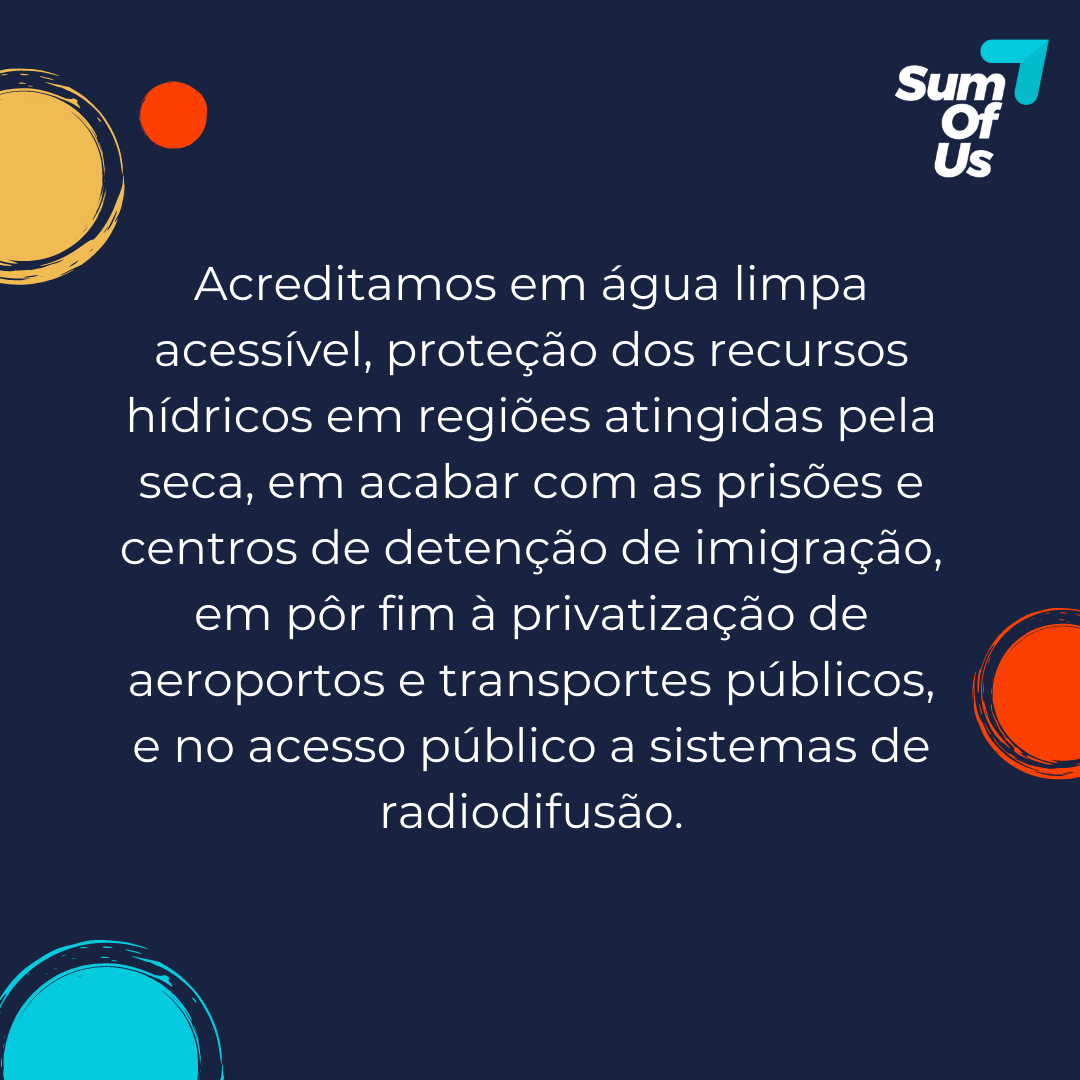 Sum
Of
Us
Acreditamos em água limpa
acessível, proteção dos recursos
hídricos em regiões atingidas pela
seca, em acabar com as prisões e
centros de detenção de imigração,
em pôr fim à privatização de
aeroportos e transportes públicos,
e no acesso público a sistemas de
radiodifusão.